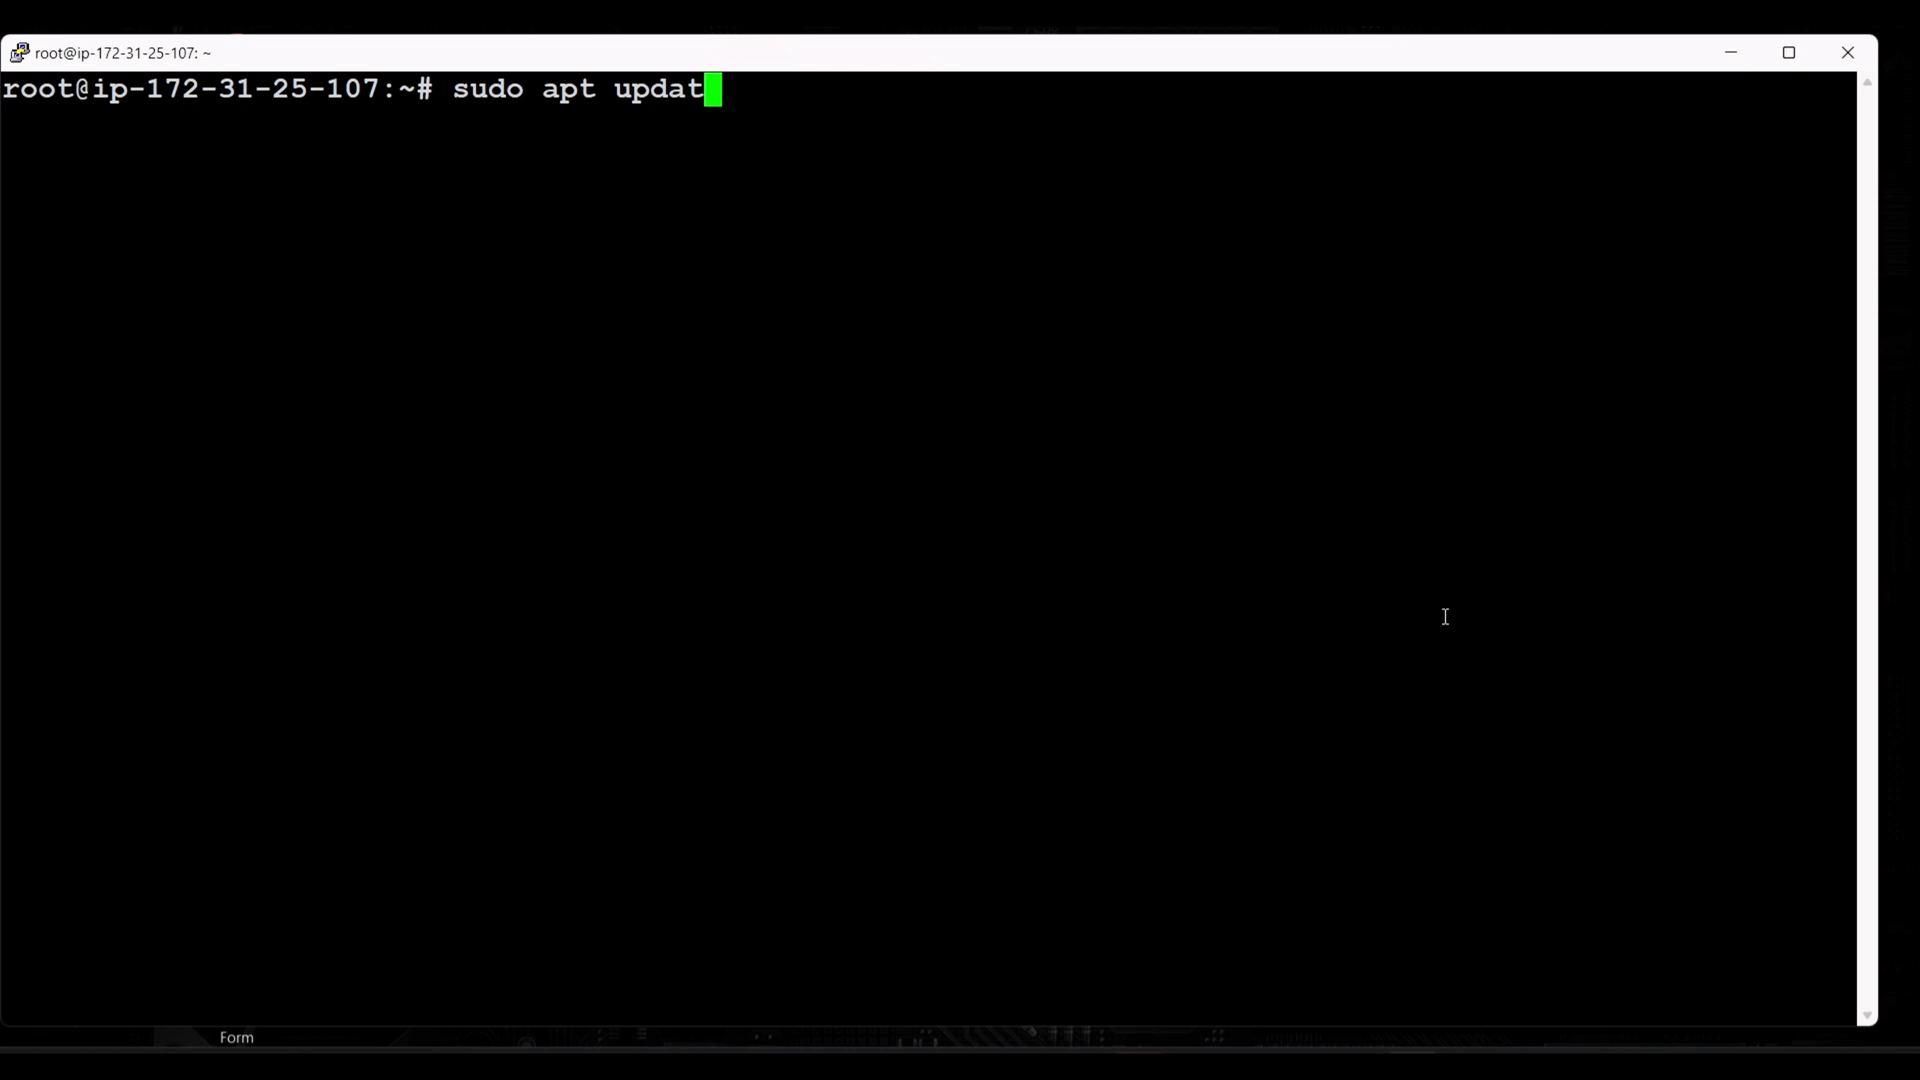 root@ip-172-31-25-107: ~
root@ip-172-31-25-107:~# sudo apt updat
Form